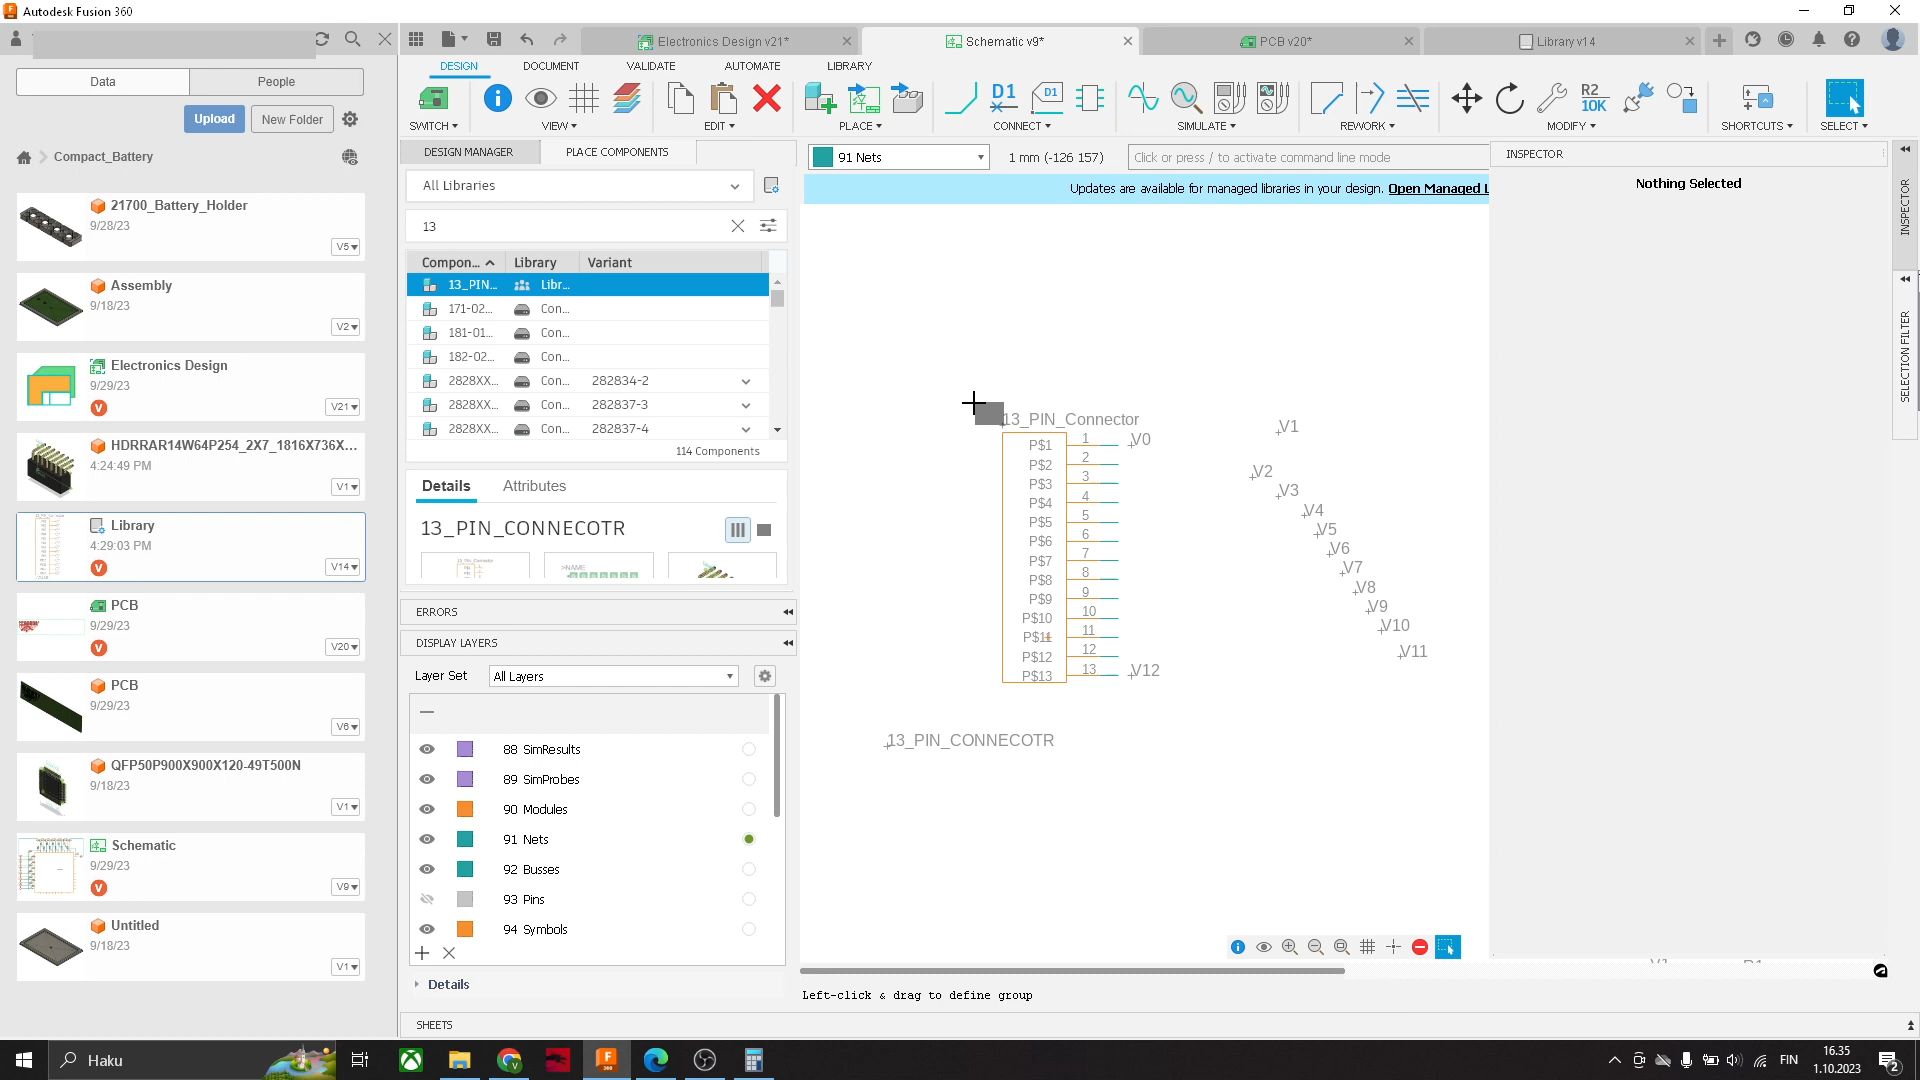 Autodesk Fusion 360
Electronics Design v21*
Schematic v9*
PCB v20*
Library v14
Data
People
Upload
New Folder
Compact_Battery
21700_Battery_Holder
9/28/23
V5
Assembly
9/18/23
V2
Electronics Design
9/29/23
V
V21
HDRRAR14W64P254_2X7_1816X736X...
4:24:49 PM
V1
Library
4:29:03 PM
V
V14
PCB
9/29/23
V
V20
PCB
9/29/23
V6
QFP50P900X900X120-49T500N
9/18/23
V1
Schematic
9/29/23
V
V9
Untitled
9/18/23
V1
DESIGN
DOCUMENT
VALIDATE
AUTOMATE
LIBRARY
D1
D1
R2
10K
SWITCH
VIEW
EDIT
PLACE
CONNECT
SIMULATE
REWORK
MODIFY
SHORTCUTS
SELECT
DESIGN MANAGER
PLACE COMPONENTS
All Libraries
13
Compon...
Library
Variant
13_PIN...
Libr...
171-02...
Con...
181-01...
Con...
182-02...
Con...
2828XX...
Con...
282834-2
2828XX...
Con...
282837-3
2828XX...
Con...
282837-4
114 Components
Details
Attributes
13_PIN_CONNECOTR
>NAME
ERRORS
DISPLAY LAYERS
Layer Set
All Layers
88 SimResults
89 SimProbes
90 Modules
91 Nets
92 Busses
93 Pins
94 Symbols
Details
SHEETS
91 Nets
1 mm (-126 157)
Click or press / to activate command line mode
Updates are available for managed libraries in your design. Open Managed L
13_PIN_Connector
P$1
1
V0
P$2
2
P$3
3
P$4
4
P$5
5
P$6
6
P$7
7
P$8
8
P$9
9
P$10
10
P$11
11
P$12
12
P$13
13
V12
V1
V2
V3
V4
V5
V6
V7
V8
V9
V10
V11
13_PIN_CONNECOTR
Left-click & drag to define group
INSPECTOR
Nothing Selected
INSPECTOR
SELECTION FILTER
Haku
FIN
16.35
1.10.2023
2